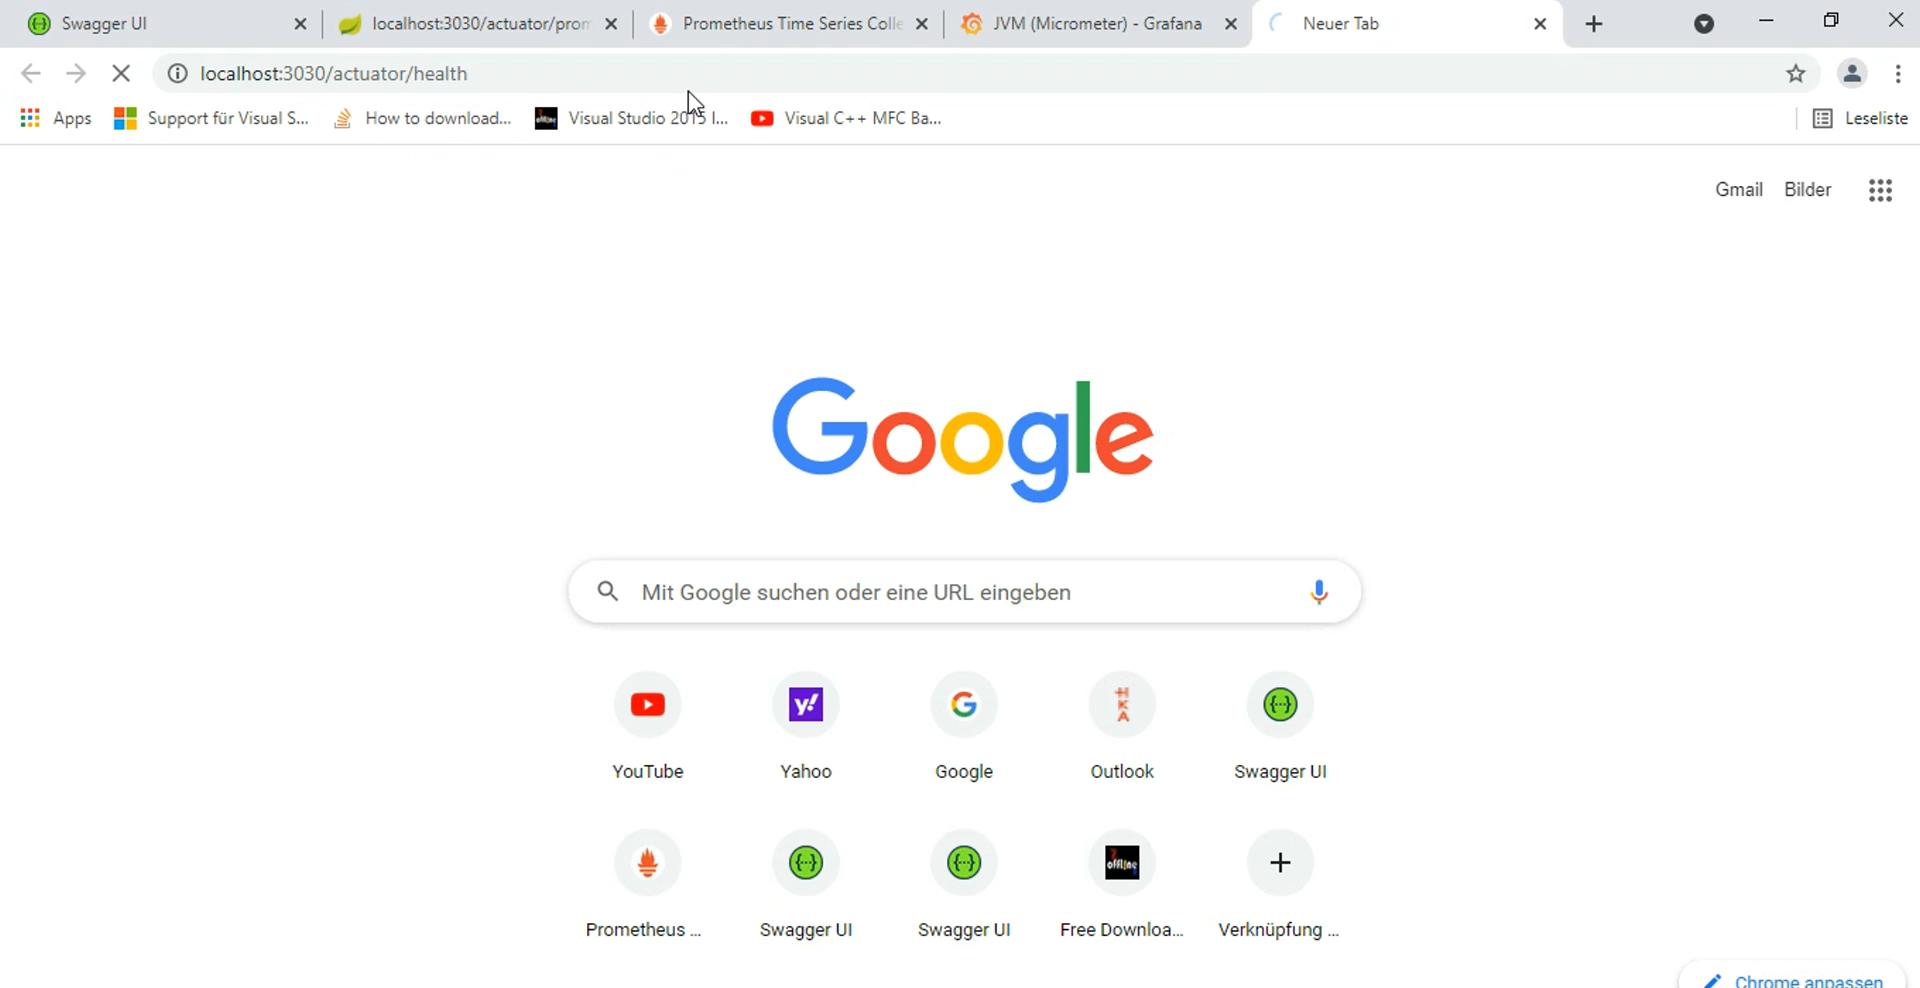 Swagger UI
localhost:3030/actuator/prom
Prometheus Time Series Colle
JVM (Micrometer) - Grafana
Neuer Tab
localhost:3030/actuator/health
Apps
Support für Visual S...
How to download...
Visual Studio 2015 I...
Visual C++ MFC Ba...
Leseliste
Gmail Bilder
Google
Mit Google suchen oder eine URL eingeben
YouTube
Yahoo
Google
Outlook
Swagger UI
Prometheus ...
Swagger UI
Swagger UI
Free Downloa...
Verknüpfung ...
Chrome anpassen